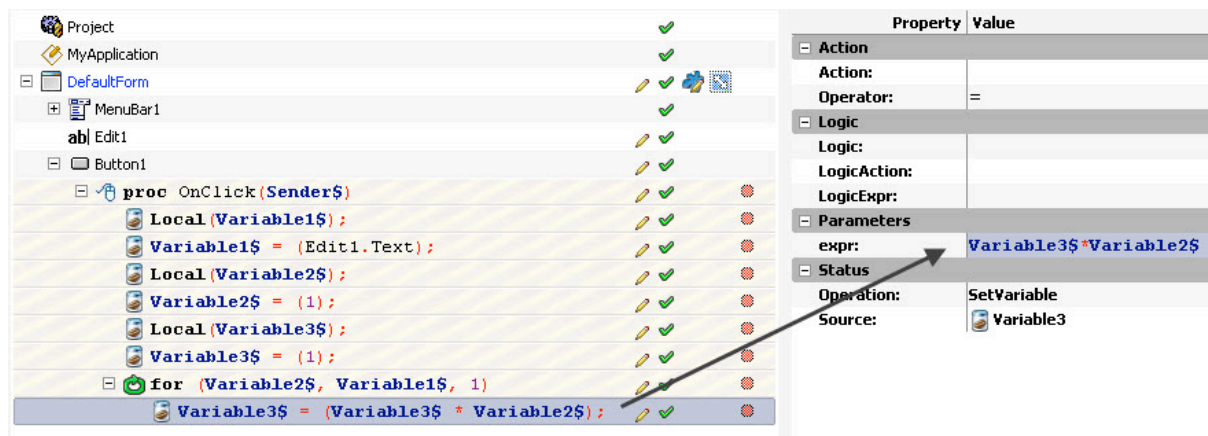 Project
MyApplication
DefaultForm
MenuBar1
ab| Edit1
Button1
proc OnClick(Sender$)
Local(Variable1$);
Variable1$ = (Edit1.Text);
Local(Variable2$);
Variable2$ = (1);
Local(Variable3$);
Variable3$ = (1);
for (Variable2$, Variable1$, 1)
Variable3$ = (Variable3$ * Variable2$);
Property Value
Action
Action:
Operator: =
Logic
Logic:
LogicAction:
LogicExpr:
Parameters
expr: Variable3$*Variable2$
Status
Operation: SetVariable
Source: Variable3